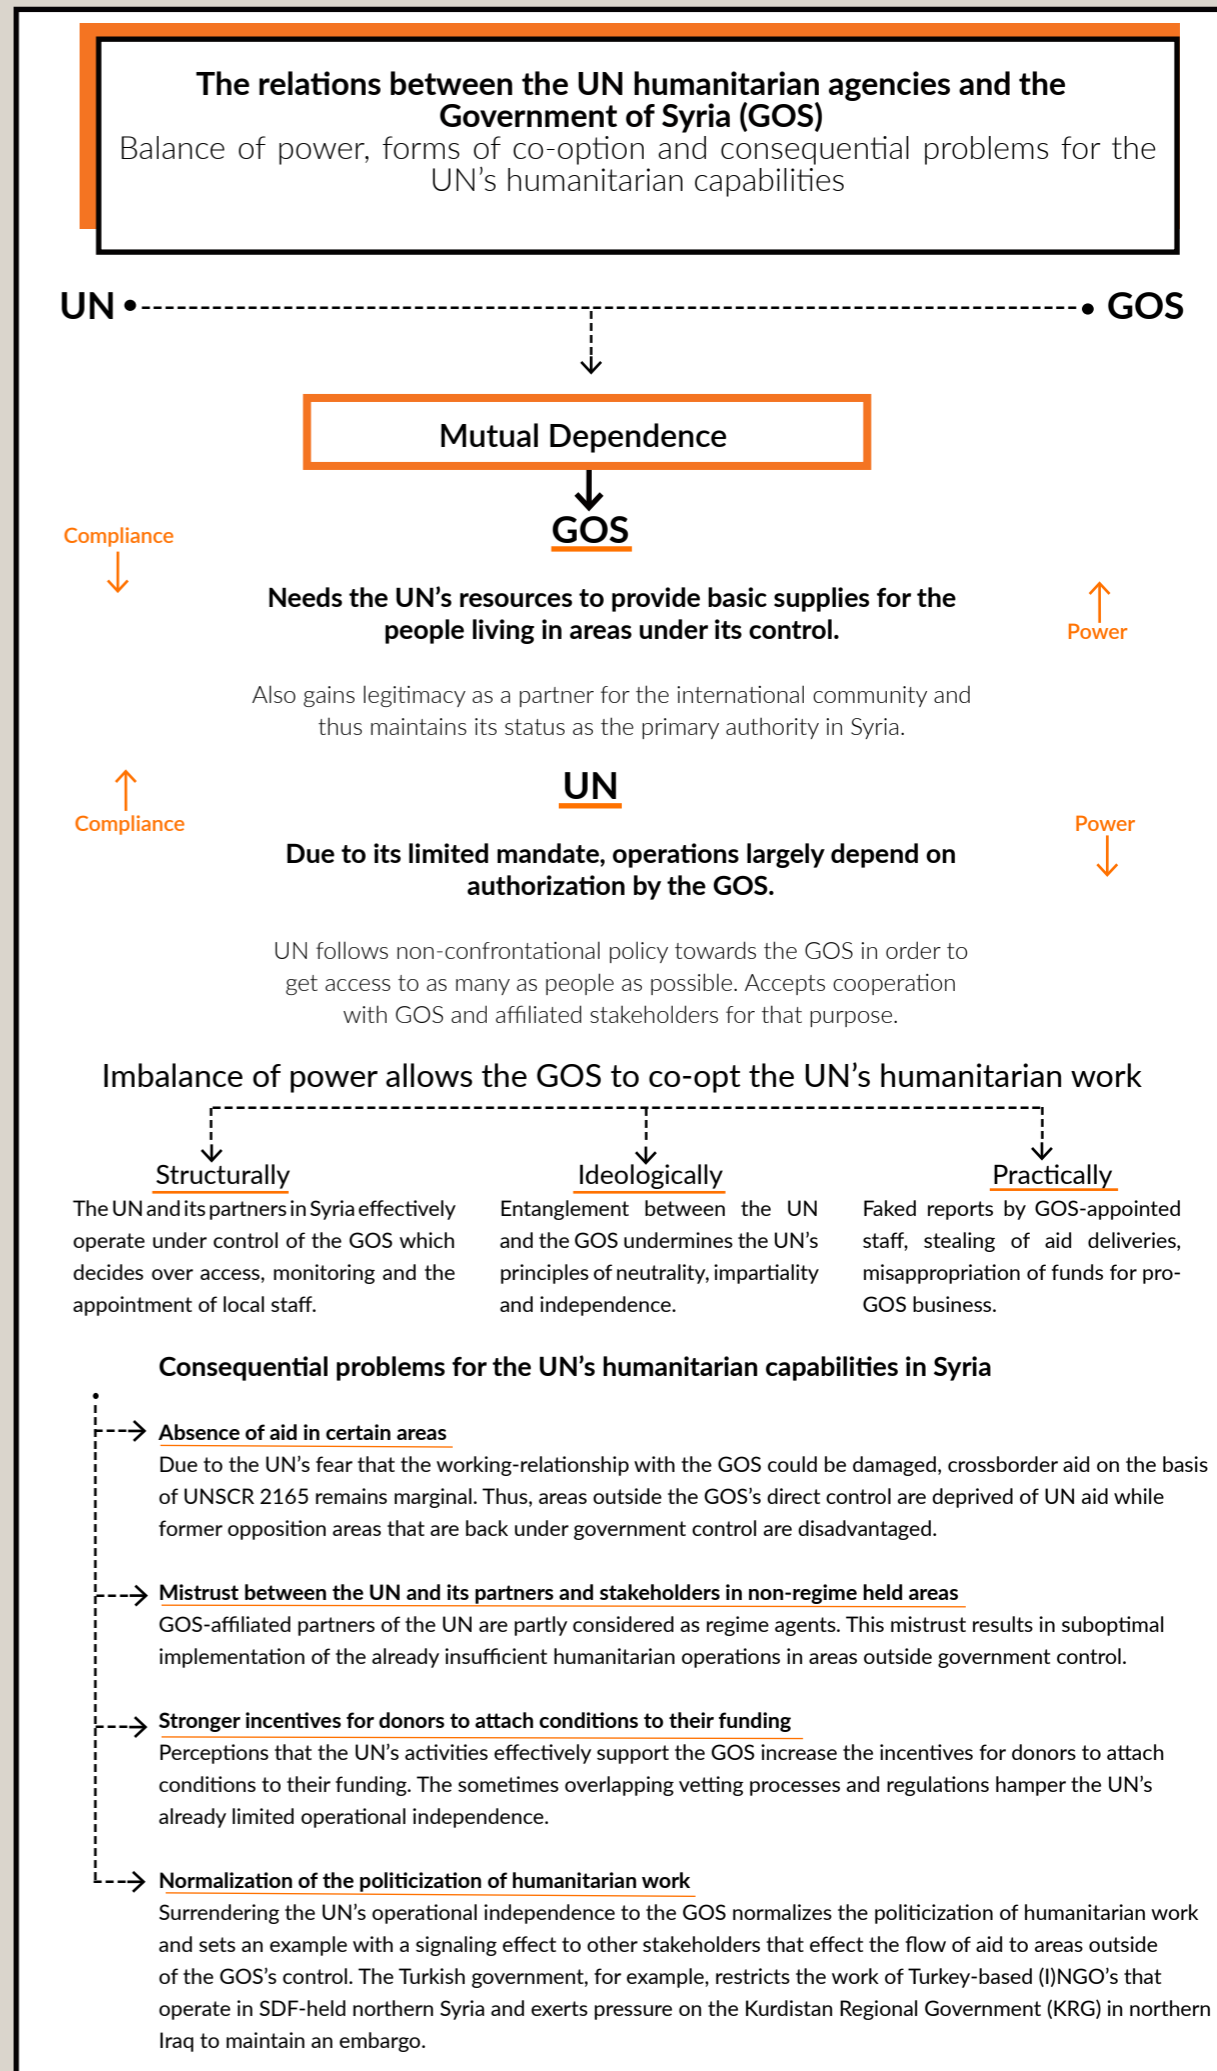 The relations between the UN humanitarian agencies and the
Government of Syria (GOS)
Balance of power, forms of co-option and consequential problems for the
UN’s humanitarian capabilities
UN
GOS
Mutual Dependence
GOS
Compliance
Needs the UN’s resources to provide basic supplies for the
people living in areas under its control.
Power
Also gains legitimacy as a partner for the international community and
thus maintains its status as the primary authority in Syria.
UN
Compliance
Power
Due to its limited mandate, operations largely depend on
authorization by the GOS.
UN follows non-confrontational policy towards the GOS in order to
get access to as many as people as possible. Accepts cooperation
with GOS and affiliated stakeholders for that purpose.
Imbalance of power allows the GOS to co-opt the UN’s humanitarian work
Structurally
The UN and its partners in Syria effectively
operate under control of the GOS which
decides over access, monitoring and the
appointment of local staff.
Ideologically
Entanglement between the UN
and the GOS undermines the UN’s
principles of neutrality, impartiality
and independence.
Practically
Faked reports by GOS-appointed
staff, stealing of aid deliveries,
misappropriation of funds for pro-
GOS business.
Consequential problems for the UN’s humanitarian capabilities in Syria
Absence of aid in certain areas
Due to the UN’s fear that the working-relationship with the GOS could be damaged, crossborder aid on the basis
of UNSCR 2165 remains marginal. Thus, areas outside the GOS’s direct control are deprived of UN aid while
former opposition areas that are back under government control are disadvantaged.
Mistrust between the UN and its partners and stakeholders in non-regime held areas
GOS-affiliated partners of the UN are partly considered as regime agents. This mistrust results in suboptimal
implementation of the already insufficient humanitarian operations in areas outside government control.
Stronger incentives for donors to attach conditions to their funding
Perceptions that the UN’s activities effectively support the GOS increase the incentives for donors to attach
conditions to their funding. The sometimes overlapping vetting processes and regulations hamper the UN’s
already limited operational independence.
Normalization of the politicization of humanitarian work
Surrendering the UN’s operational independence to the GOS normalizes the politicization of humanitarian work
and sets an example with a signaling effect to other stakeholders that effect the flow of aid to areas outside
of the GOS’s control. The Turkish government, for example, restricts the work of Turkey-based (I)NGO’s that
operate in SDF-held northern Syria and exerts pressure on the Kurdistan Regional Government (KRG) in northern
Iraq to maintain an embargo.